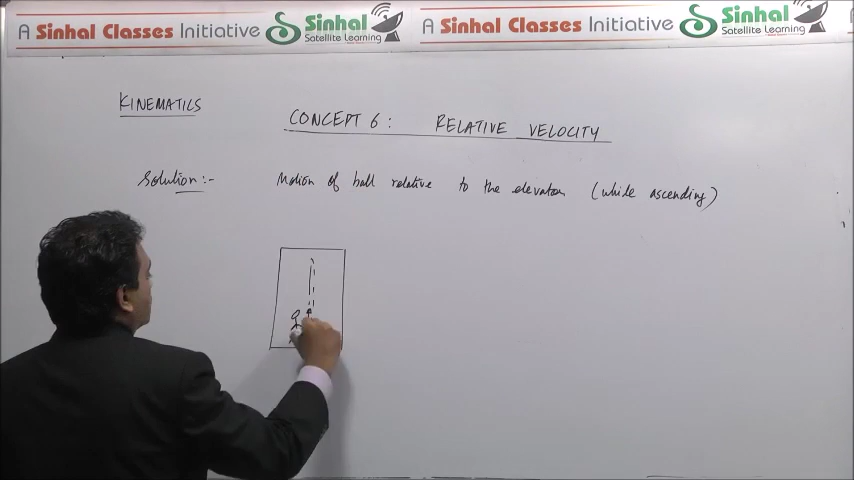 A Sinhal Classes Initiative Sinhal Satellite Learning A Sinhal Classes Initiative Sinhal Satellite Learning
KINEMATICS
CONCEPT 6: RELATIVE VELOCITY
Solution:- Motion of ball relative to the elevator (while ascending)